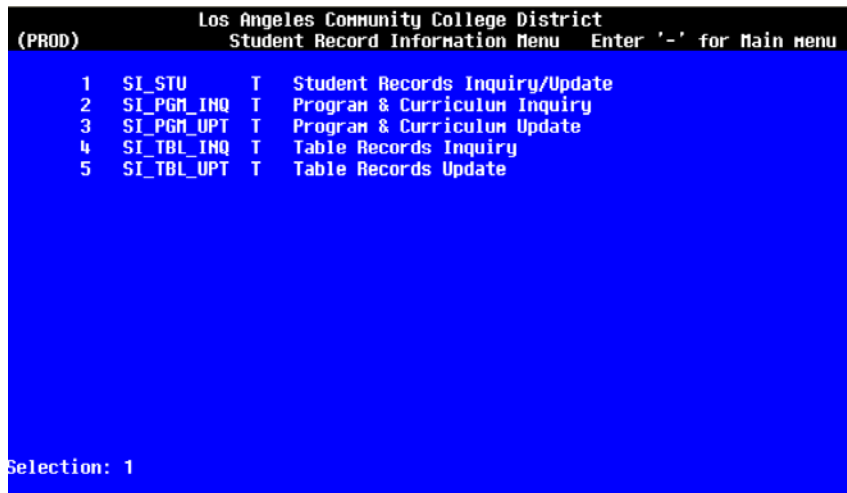 Los Angeles Community College District
(PROD) Student Record Information Menu Enter '-' for Main menu
1 SI_STU T Student Records Inquiry/Update
2 SI_PGM_INQ T Program & Curriculum Inquiry
3 SI_PGM_UPT T Program & Curriculum Update
4 SI_TBL_INQ T Table Records Inquiry
5 SI_TBL_UPT T Table Records Update
Selection: 1